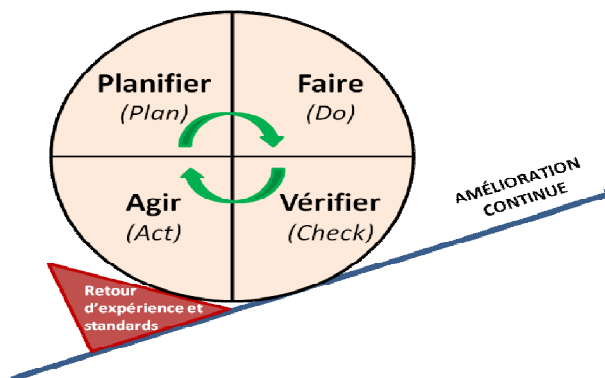 Planifier
(Plan)
Faire
(Do)
Agir
(Act)
Vérifier
(Check)
AMÉLIORATION
CONTINUE
Retour
d'expérience et
standards